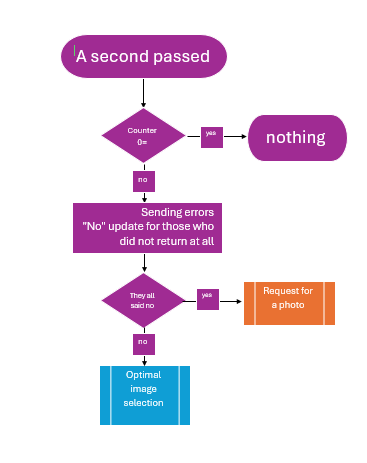 A second passed
Counter
0=
yes
nothing
no
Sending errors
"No" update for those who
did not return at all
They all
said no
yes
Request for
a photo
no
Optimal
image
selection